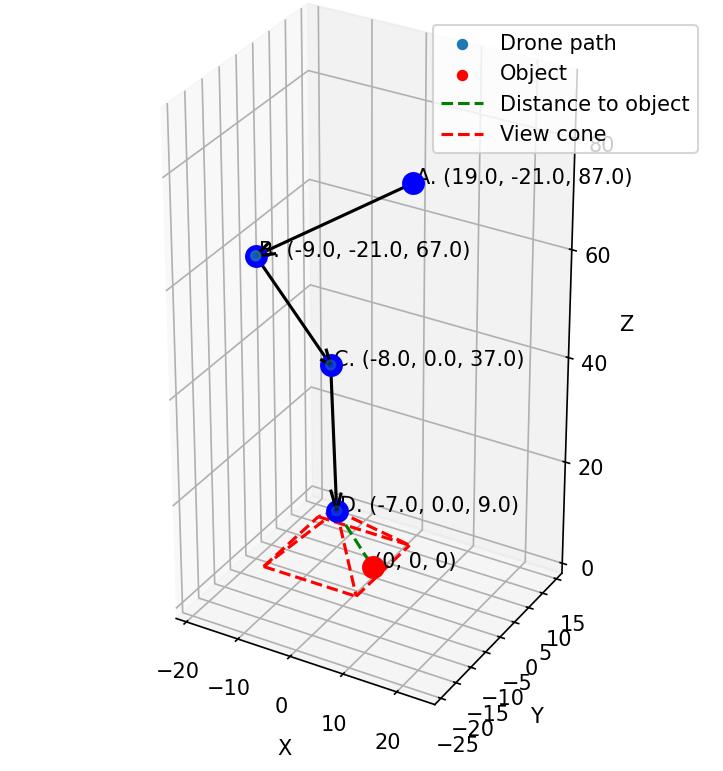 Drone path
Object
Distance to object
View cone
80
A. (19.0, -21.0, 87.0)
B. (-9.0, -21.0, 67.0)
60
Z
C. (-8.0, 0.0, 37.0)
40
20
D. (-7.0, 0.0, 9.0)
(0, 0, 0)
0
15
10
5
0
−5
−10
−15
−20
−25
Y
−20
−10
0
10
20
X